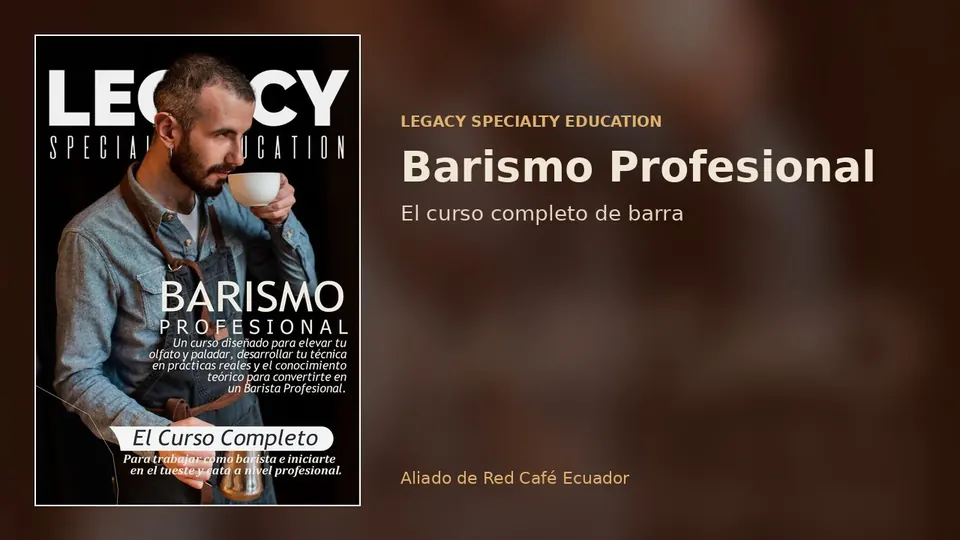 LEGACY
SPECIALTY EDUCATION
BARISMO
PROFESIONAL
Un curso diseñado para elevar tu
olfato y paladar, desarrollar tu técnica
en prácticas reales y el conocimiento
teórico para convertirte en
un Barista Profesional.
El Curso Completo
Para trabajar como barista e iniciarte
en el tueste y cata a nivel profesional.
LEGACY SPECIALTY EDUCATION
Barismo Profesional
El curso completo de barra
Aliado de Red Café Ecuador